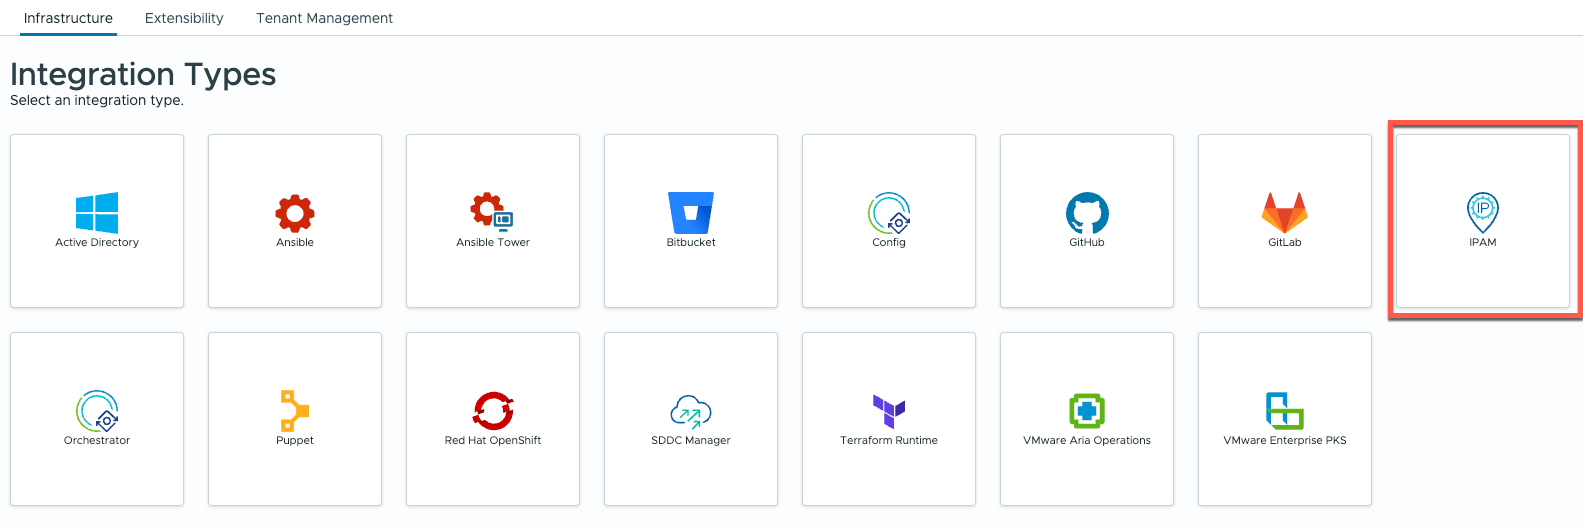 Infrastructure Extensibility Tenant Management
Integration Types
Select an integration type.
Active Directory Ansible Ansible Tower Bitbucket Config GitHub GitLab IP IPAM
Orchestrator Puppet Red Hat OpenShift SDDC Manager Terraform Runtime VMware Aria Operations VMware Enterprise PKS